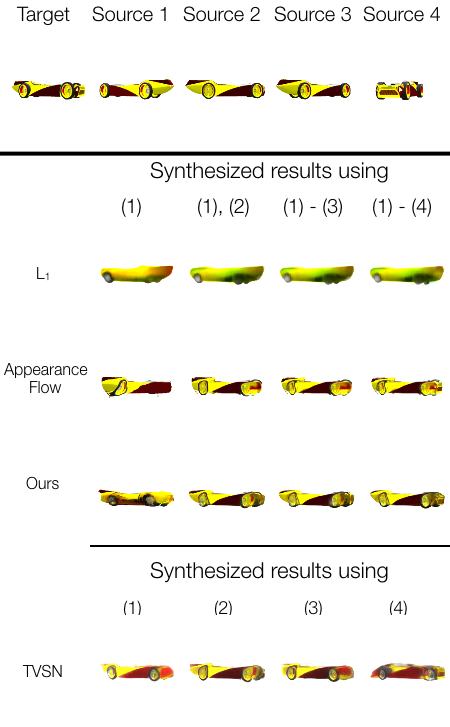 Target Source 1 Source 2 Source 3 Source 4
Synthesized results using
(1) (1), (2) (1) - (3) (1) - (4)
L₁
Appearance
Flow
Ours
Synthesized results using
(1) (2) (3) (4)
TVSN